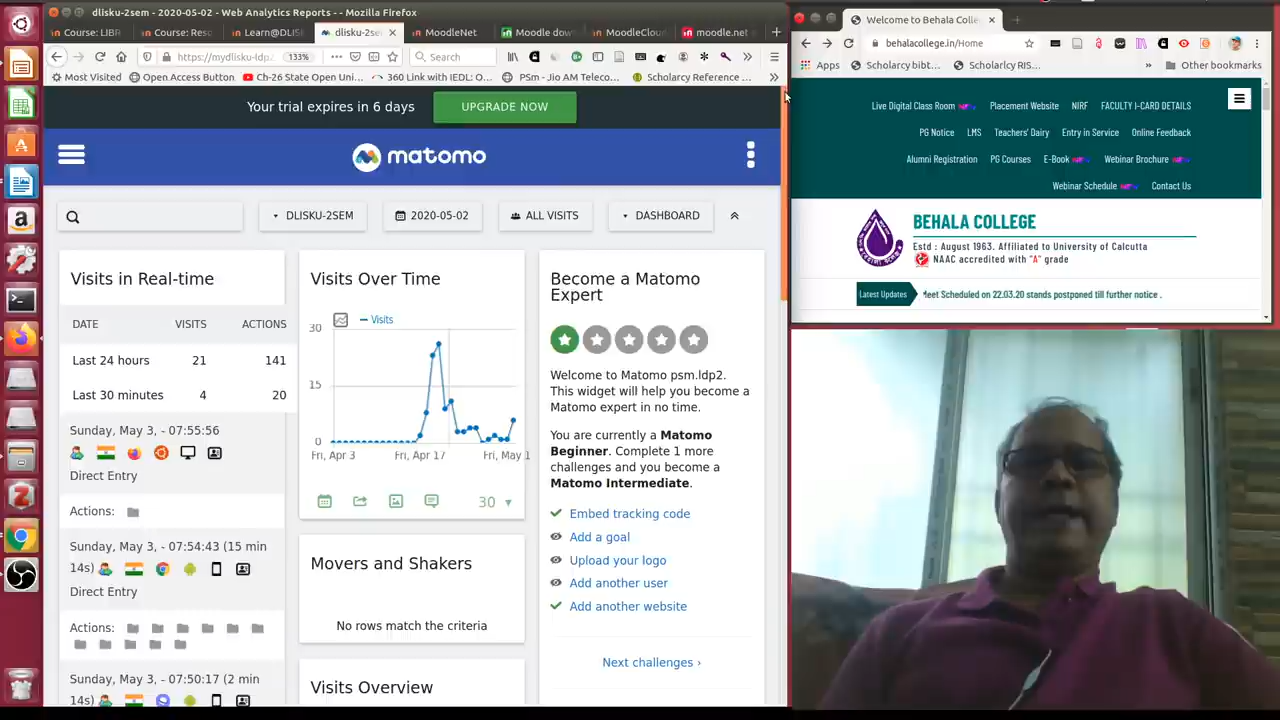 dlisku-2sem - 2020-05-02 - Web Analytics Reports - Mozilla Firefox
Course: LIBR
Course: Reso
Learn@DLIS
dlisku-2se
MoodleNet
Moodle dow
MoodleCloud
moodle.net
https://mydlisku-ldp.
133%
Search
Most Visited
Open Access Button
Ch-26 State Open Uni...
360 Link with IEDL: O...
PSm - JIO AM Teleco...
Scholarcy Reference ...
Your trial expires in 6 days
UPGRADE NOW
matomo
DLISKU-2SEM
2020-05-02
ALL VISITS
DASHBOARD
Visits in Real-time
DATE VISITS ACTIONS
Last 24 hours 21 141
Last 30 minutes 4 20
Sunday, May 3, - 07:55:56
Direct Entry
Actions:
Sunday, May 3, - 07:54:43 (15 min
14s)
Direct Entry
Actions:
Sunday, May 3, - 07:50:17 (2 min
14s)
Visits Over Time
Visits
30
15
0
Fri, Apr 3 Fri, Apr 17 Fri, May 1
30
Movers and Shakers
No rows match the criteria
Visits Overview
Become a Matomo
Expert
Welcome to Matomo psm.ldp2.
This widget will help you become a
Matomo expert in no time.
You are currently a Matomo
Beginner. Complete 1 more
challenges and you become a
Matomo Intermediate.
Embed tracking code
Add a goal
Upload your logo
Add another user
Add another website
Next challenges ›
Welcome to Behala Colle
behalacollege.in/Home
Apps
Scholarcy bibt...
Scholarlcy RIS...
»
Other bookmarks
Live Digital Class Room Placement Website NIRF FACULTY I-CARD DETAILS
PG Notice LMS Teachers' Dairy Entry in Service Online Feedback
Alumni Registration PG Courses E-Book Webinar Brochure
Webinar Schedule Contact Us
BEHALA COLLEGE
Estd : August 1963. Affiliated to University of Calcutta
NAAC accredited with "A" grade
Latest Updates
Meet Scheduled on 22.03.20 stands postponed till further notice .